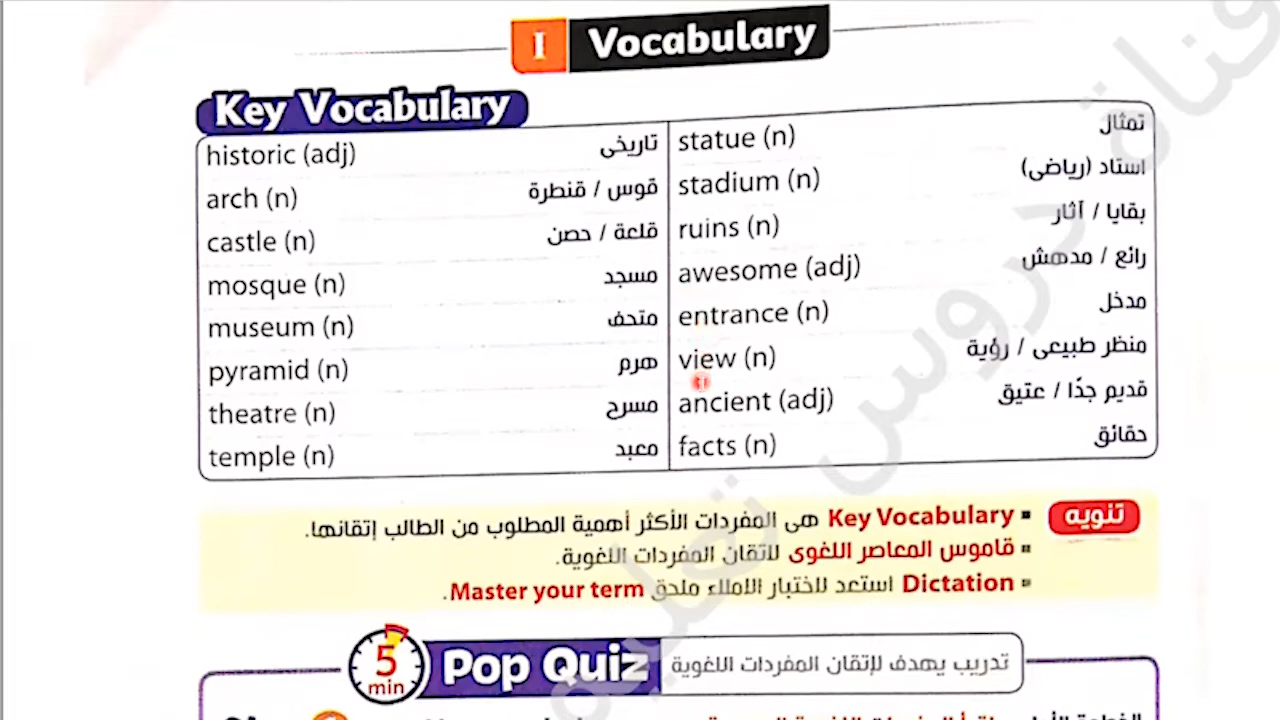 I Vocabulary
Key Vocabulary
historic (adj) تاريخى
arch (n) قوس / قنطرة
castle (n) قلعة / حصن
mosque (n) مسجد
museum (n) متحف
pyramid (n) هرم
theatre (n) مسرح
temple (n) معبد
statue (n) تمثال
stadium (n) استاد (رياضى)
ruins (n) بقايا / آثار
awesome (adj) رائع / مدهش
entrance (n) مدخل
view (n) منظر طبيعى / رؤية
ancient (adj) قديم جدًا / عتيق
facts (n) حقائق
تنويه
▪ Key Vocabulary هى المفردات الأكثر أهمية المطلوب من الطالب إتقانها.
▪ قاموس المعاصر اللغوى لاتقان المفردات اللغوية.
▪ Dictation استعد لاختبار الاملاء ملحق Master your term.
5 min Pop Quiz تدريب يهدف لإتقان المفردات اللغوية
قناة دروس تعليمية